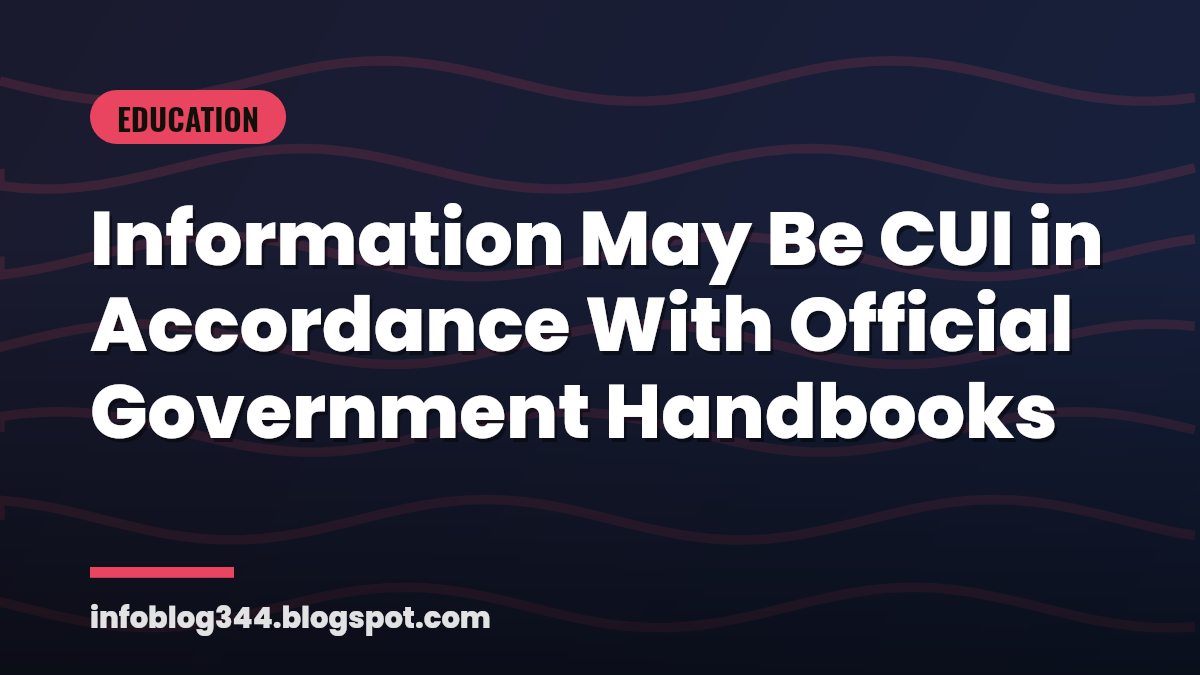 EDUCATION
Information May Be CUI in
Accordance With Official
Government Handbooks
infoblog344.blogspot.com